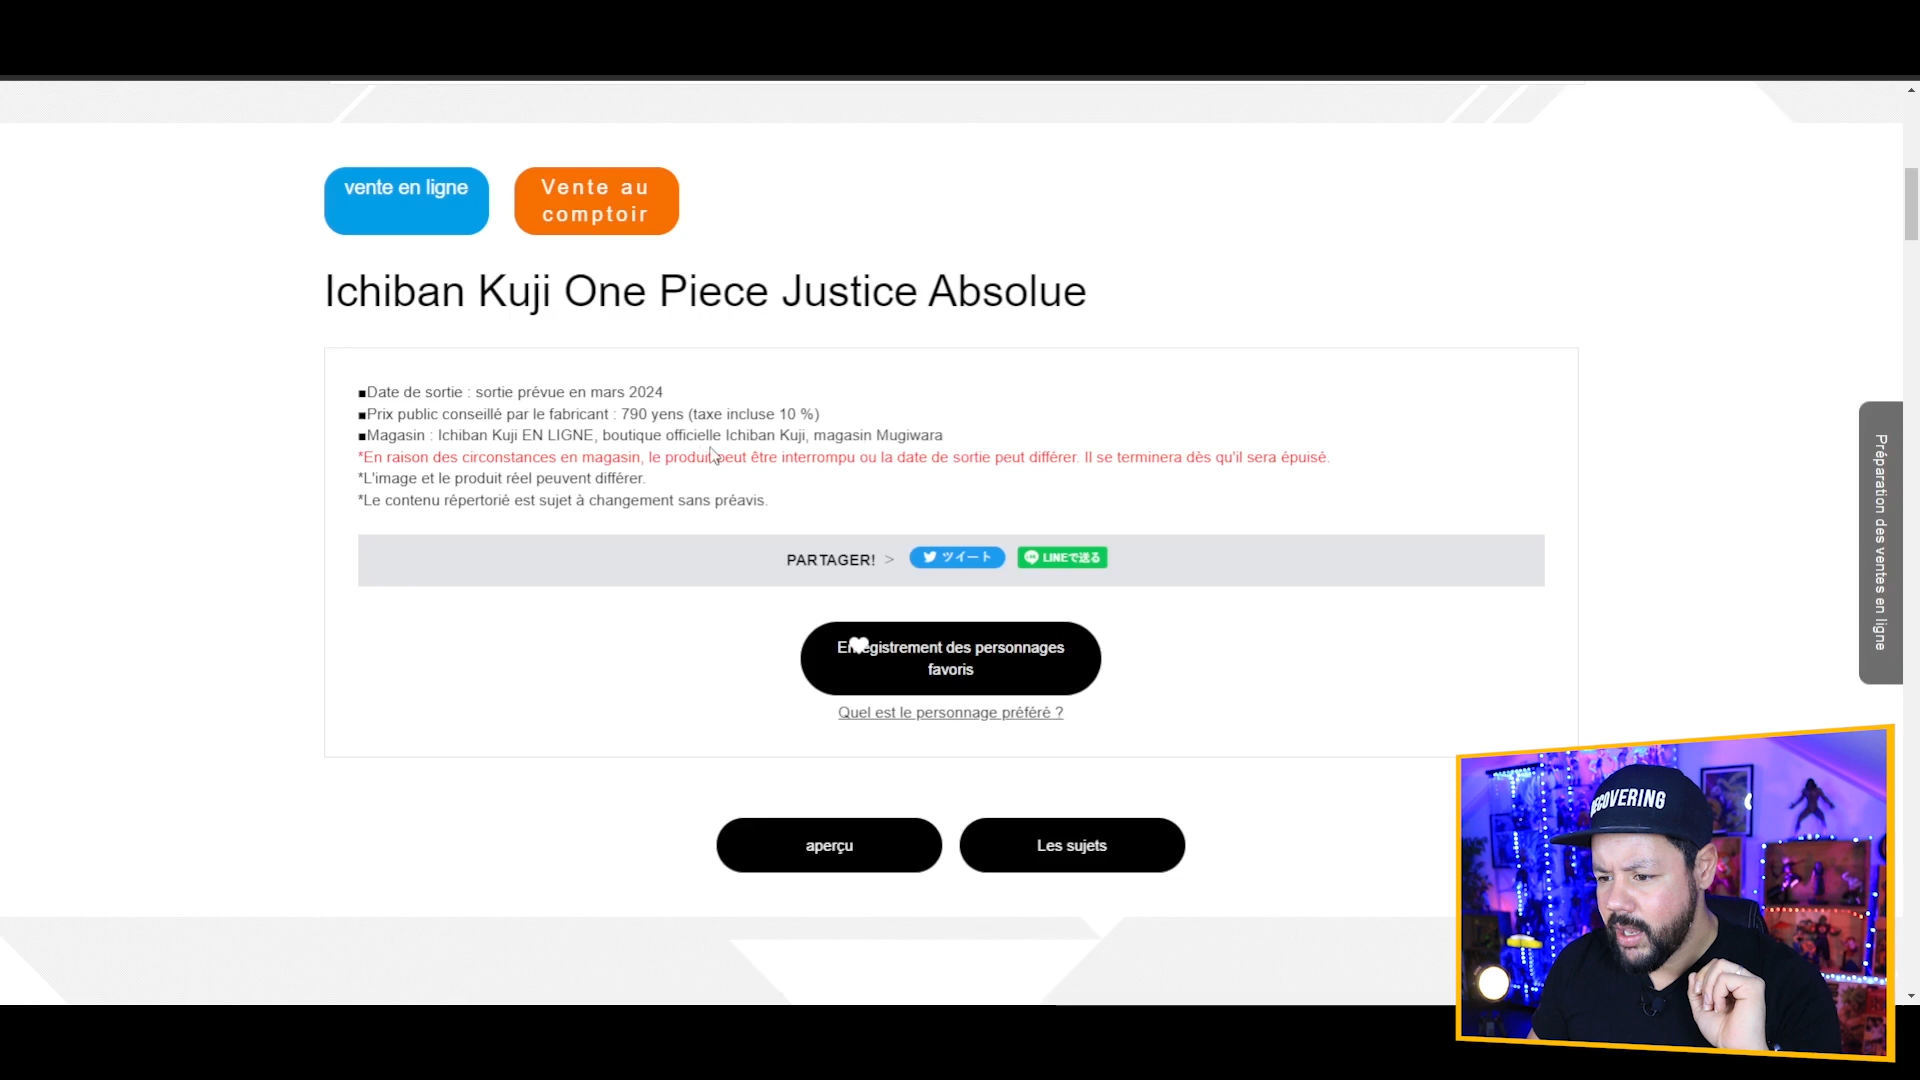 vente en ligne
Vente au
comptoir
Ichiban Kuji One Piece Justice Absolue
■Date de sortie : sortie prévue en mars 2024
■Prix public conseillé par le fabricant : 790 yens (taxe incluse 10 %)
■Magasin : Ichiban Kuji EN LIGNE, boutique officielle Ichiban Kuji, magasin Mugiwara
*En raison des circonstances en magasin, le produit peut être interrompu ou la date de sortie peut différer. Il se terminera dès qu'il sera épuisé.
*L'image et le produit réel peuvent différer.
*Le contenu répertorié est sujet à changement sans préavis.
PARTAGER! >
ツイート
LINEで送る
Enregistrement des personnages
favoris
Quel est le personnage préféré ?
aperçu
Les sujets
Préparation des ventes en ligne
RECOVERING